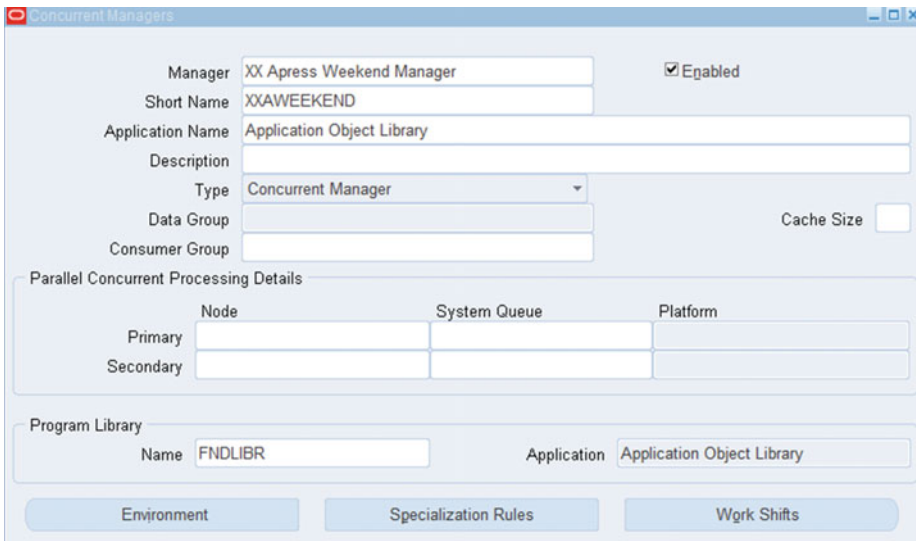 Concurrent Managers
Manager XX Apress Weekend Manager Enabled
Short Name XXAWEEKEND
Application Name Application Object Library
Description
Type Concurrent Manager
Data Group Cache Size
Consumer Group
Parallel Concurrent Processing Details
Node System Queue Platform
Primary
Secondary
Program Library
Name FNDLIBR Application Application Object Library
Environment Specialization Rules Work Shifts